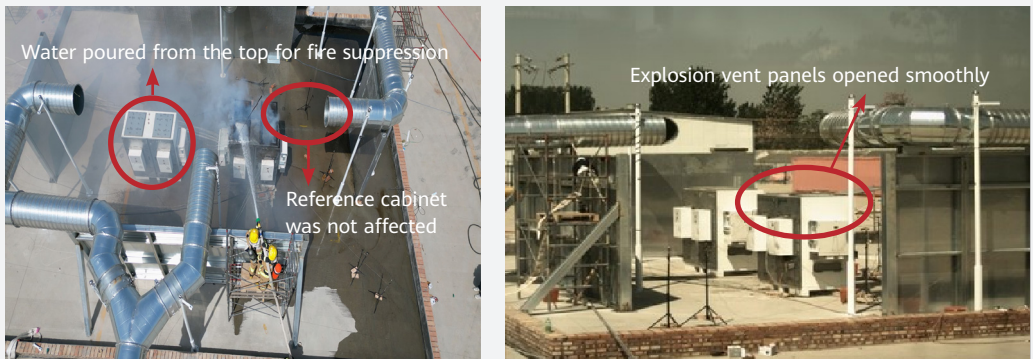 Water poured from the top for fire suppression
Reference cabinet
was not affected
Explosion vent panels opened smoothly